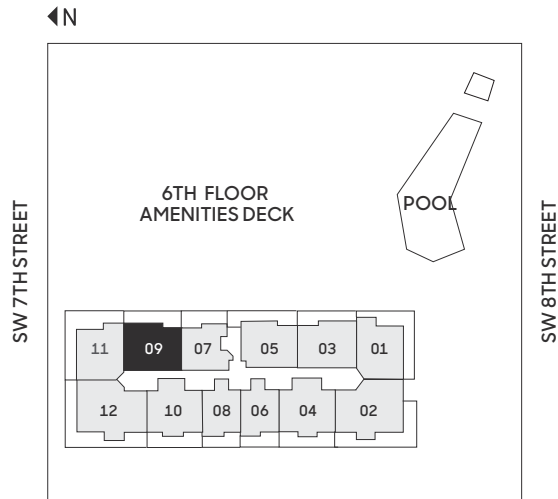 N
6TH FLOOR
AMENITIES DECK
POOL
SW 7TH STREET
SW 8TH STREET
11 09 07 05 03 01
12 10 08 06 04 02